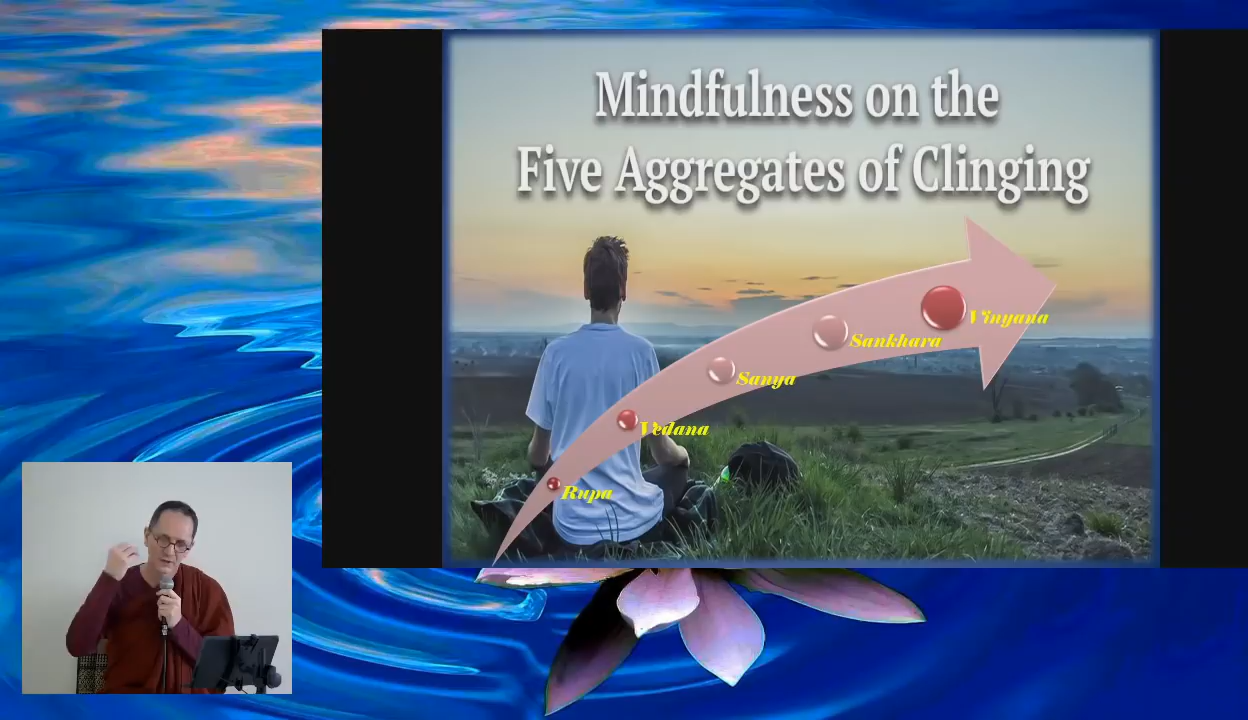 Mindfulness on the
Five Aggregates of Clinging
Vinyana
Sankhara
Sanya
Vedana
Rupa